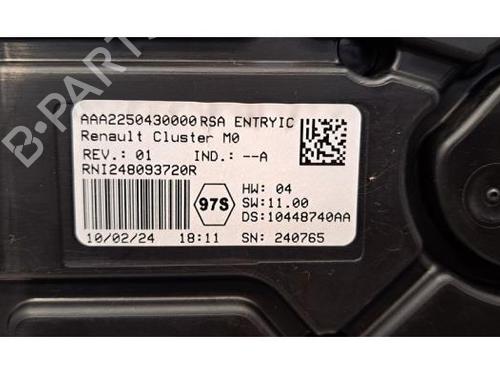 B-PARTS
AAA2250430000 RSA ENTRYIC
Renault Cluster M0
REV.: 01 IND.: --A
RNI248093720R
97S
HW: 04
SW:11.00
DS:10448740AA
10/02/24 18:11 SN: 240765